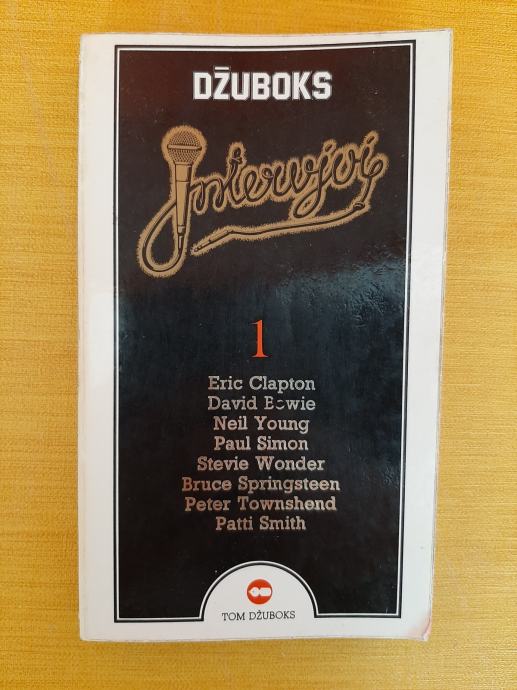 DŽUBOKS
Intervjui
1
Eric Clapton
David Bowie
Neil Young
Paul Simon
Stevie Wonder
Bruce Springsteen
Peter Townshend
Patti Smith
TOM DŽUBOKS